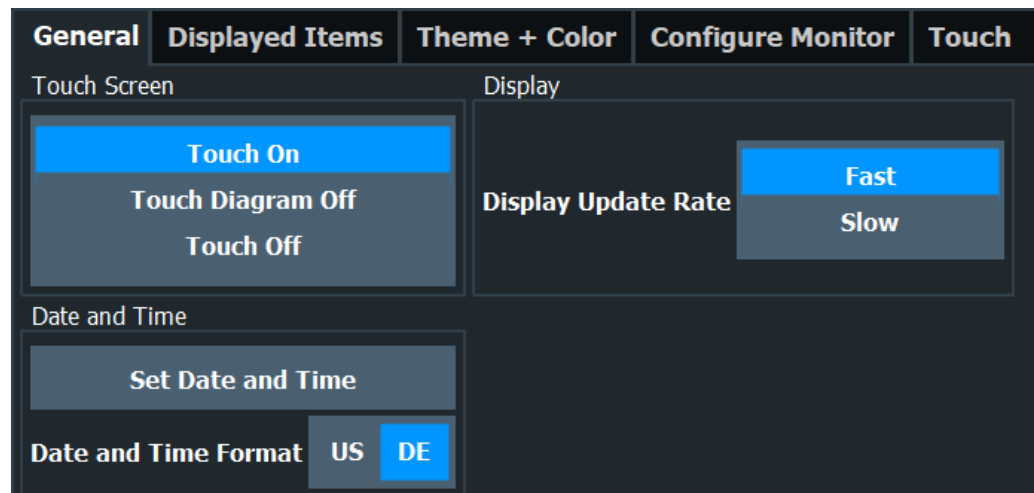 General Displayed Items Theme + Color Configure Monitor Touch
Touch Screen
Touch On
Touch Diagram Off
Touch Off
Display
Display Update Rate
Fast
Slow
Date and Time
Set Date and Time
Date and Time Format US DE